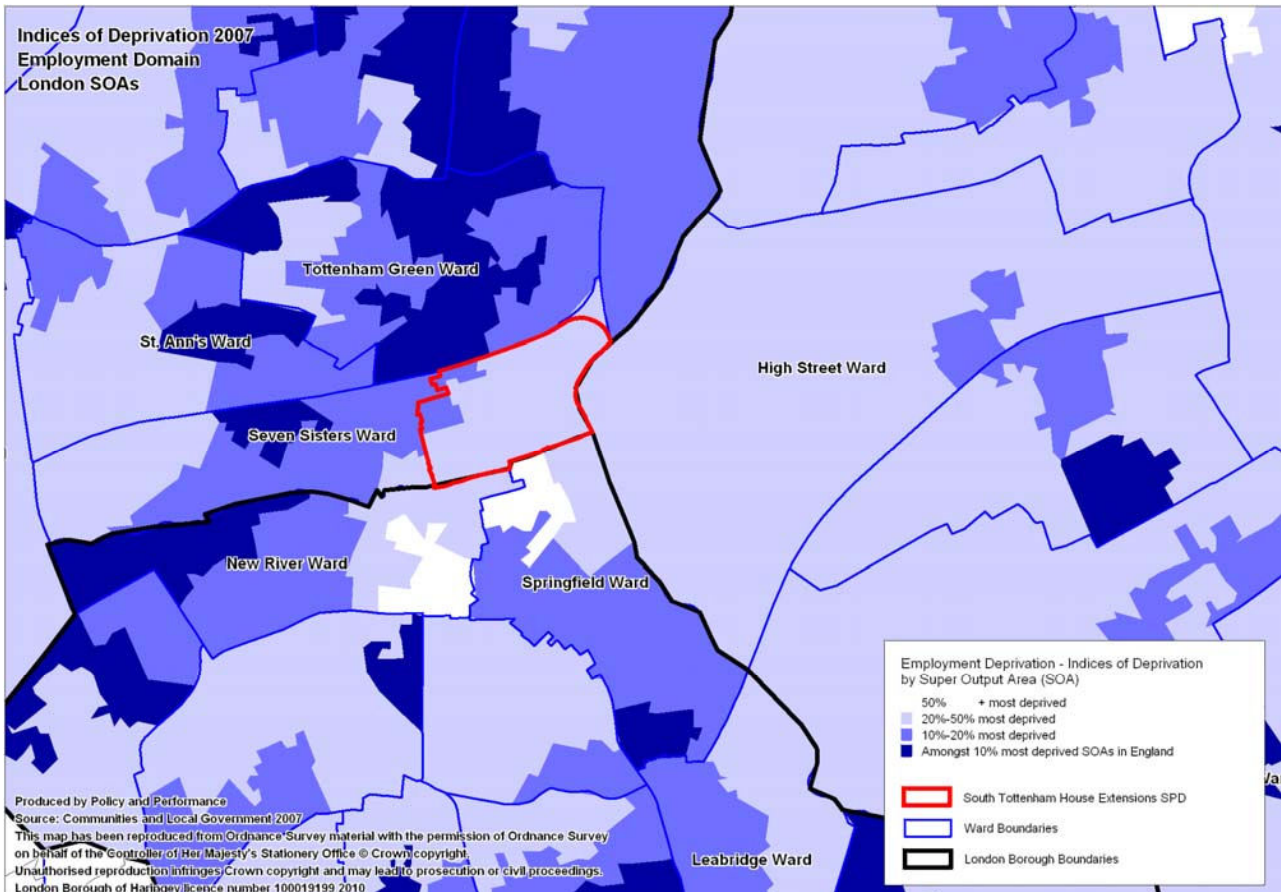 Indices of Deprivation 2007
Employment Domain
London SOAs
Tottenham Green Ward
St. Ann's Ward
High Street Ward
Seven Sisters Ward
New River Ward
Springfield Ward
Leabridge Ward
Employment Deprivation - Indices of Deprivation
by Super Output Area (SOA)
50% + most deprived
20%-50% most deprived
10%-20% most deprived
Amongst 10% most deprived SOAs in England
South Tottenham House Extensions SPD
Ward Boundaries
London Borough Boundaries
Produced by Policy and Performance
Source: Communities and Local Government 2007
This map has been reproduced from Ordnance Survey material with the permission of Ordnance Survey
on behalf of the Controller of Her Majesty's Stationery Office © Crown copyright.
Unauthorised reproduction infringes Crown copyright and may lead to prosecution or civil proceedings.
London Borough of Haringey licence number 100019199 2010